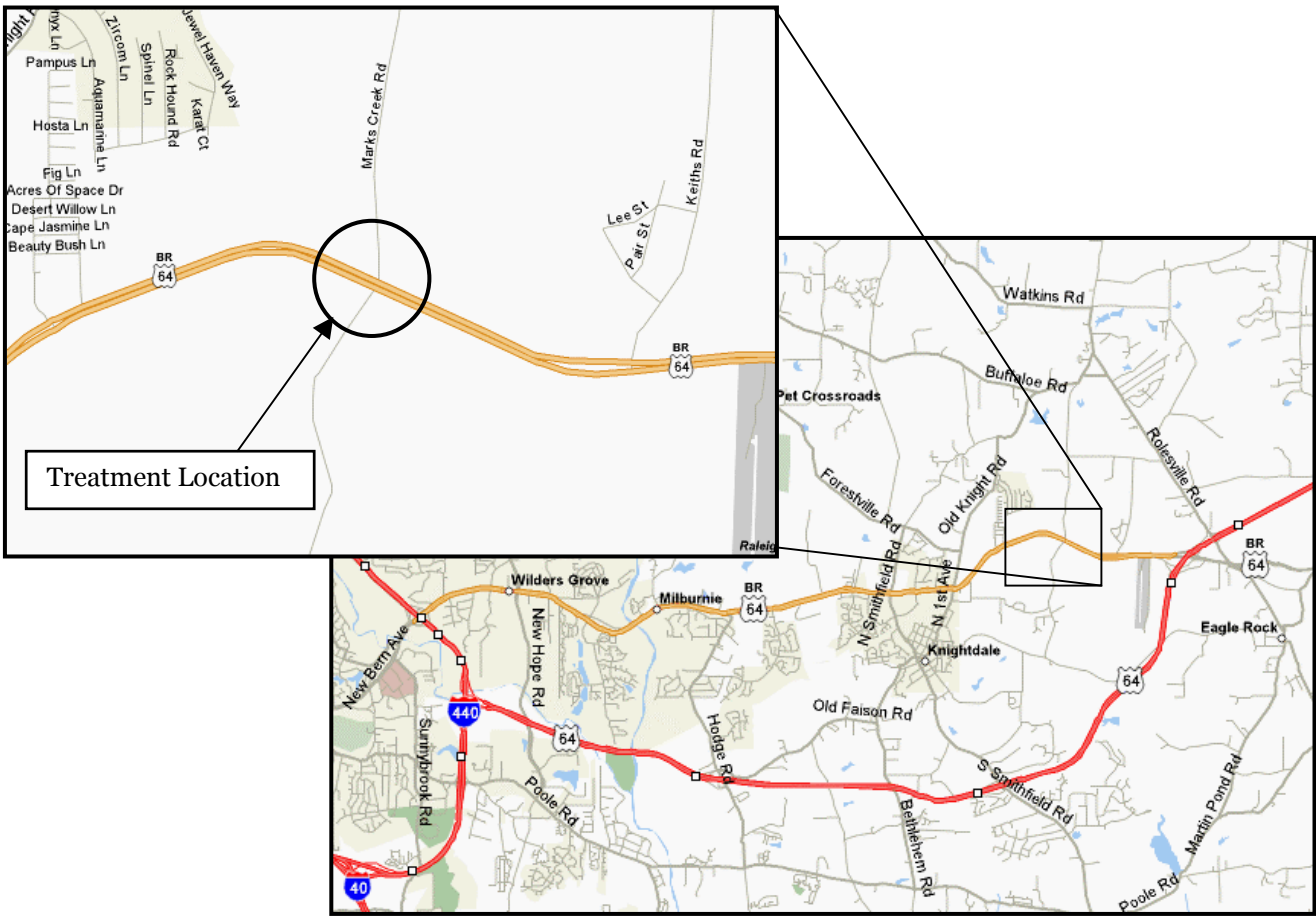 Pampus Ln
Zircom Ln
Spinel Ln
Rock Hound Rd
Jewel Haven Way
Karat Ct
Aquamarine Ln
Hosta Ln
Fig Ln
Acres Of Space Dr
Desert Willow Ln
Cape Jasmine Ln
Beauty Bush Ln
BR
64
Marks Creek Rd
Keiths Rd
Lee St
Pair St
BR
64
Treatment Location
Raleig
Watkins Rd
Buffaloe Rd
Pet Crossroads
Rolesville Rd
Forestville Rd
Old Knight Rd
N Smithfield Rd
N 1st Ave
BR
64
Wilders Grove
Milburnie
BR
64
New Bern Ave
New Hope Rd
Knightdale
Eagle Rock
64
440
64
Old Faison Rd
Hodge Rd
Sunnybrook Rd
Poole Rd
S Smithfield Rd
Bethlehem Rd
Martin Pond Rd
Poole Rd
40